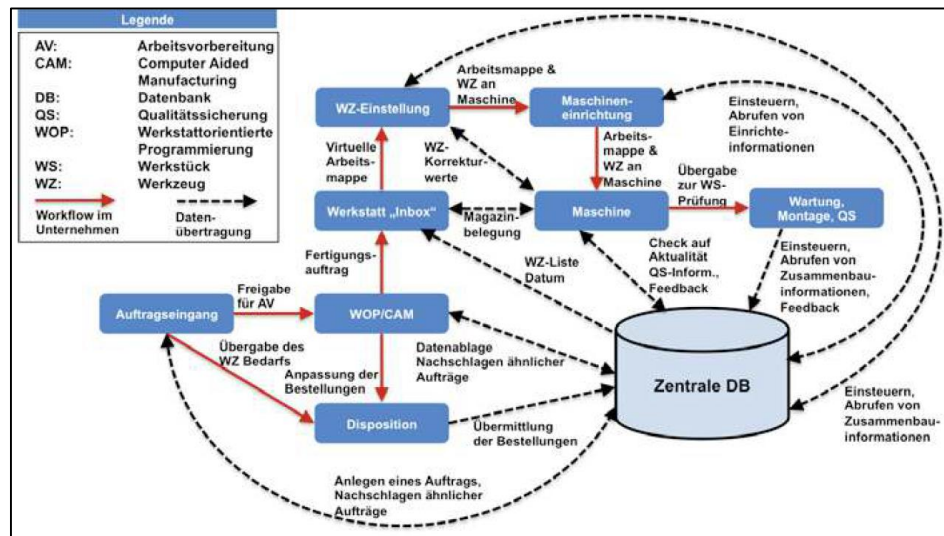 Legende
AV: Arbeitsvorbereitung
CAM: Computer Aided
Manufacturing
DB: Datenbank
QS: Qualitätssicherung
WOP: Werkstattorientierte
Programmierung
WS: Werkstück
WZ: Werkzeug
Workflow im
Unternehmen
Daten-
übertragung
WZ-Einstellung
Arbeitsmappe &
WZ an
Maschine
Maschinen-
einrichtung
Einsteuern,
Abrufen von
Einrichte-
informationen
Virtuelle
Arbeits-
mappe
WZ-
Korrektur-
werte
Arbeits-
mappe &
WZ an
Maschine
Übergabe
zur WS-
Prüfung
Werkstatt „Inbox“
Magazin-
belegung
Maschine
Wartung,
Montage, QS
Fertigungs-
auftrag
WZ-Liste
Datum
Check auf
Aktualität
QS-Inform.,
Feedback
Einsteuern,
Abrufen von
Zusammenbau-
informationen,
Feedback
Auftragseingang
Freigabe
für AV
WOP/CAM
Übergabe des
WZ Bedarfs
Anpassung der
Bestellungen
Datenablage
Nachschlagen ähnlicher
Aufträge
Zentrale DB
Disposition
Übermittlung
der Bestellungen
Einsteuern,
Abrufen von
Zusammenbau-
informationen
Anlegen eines Auftrags,
Nachschlagen ähnlicher
Aufträge